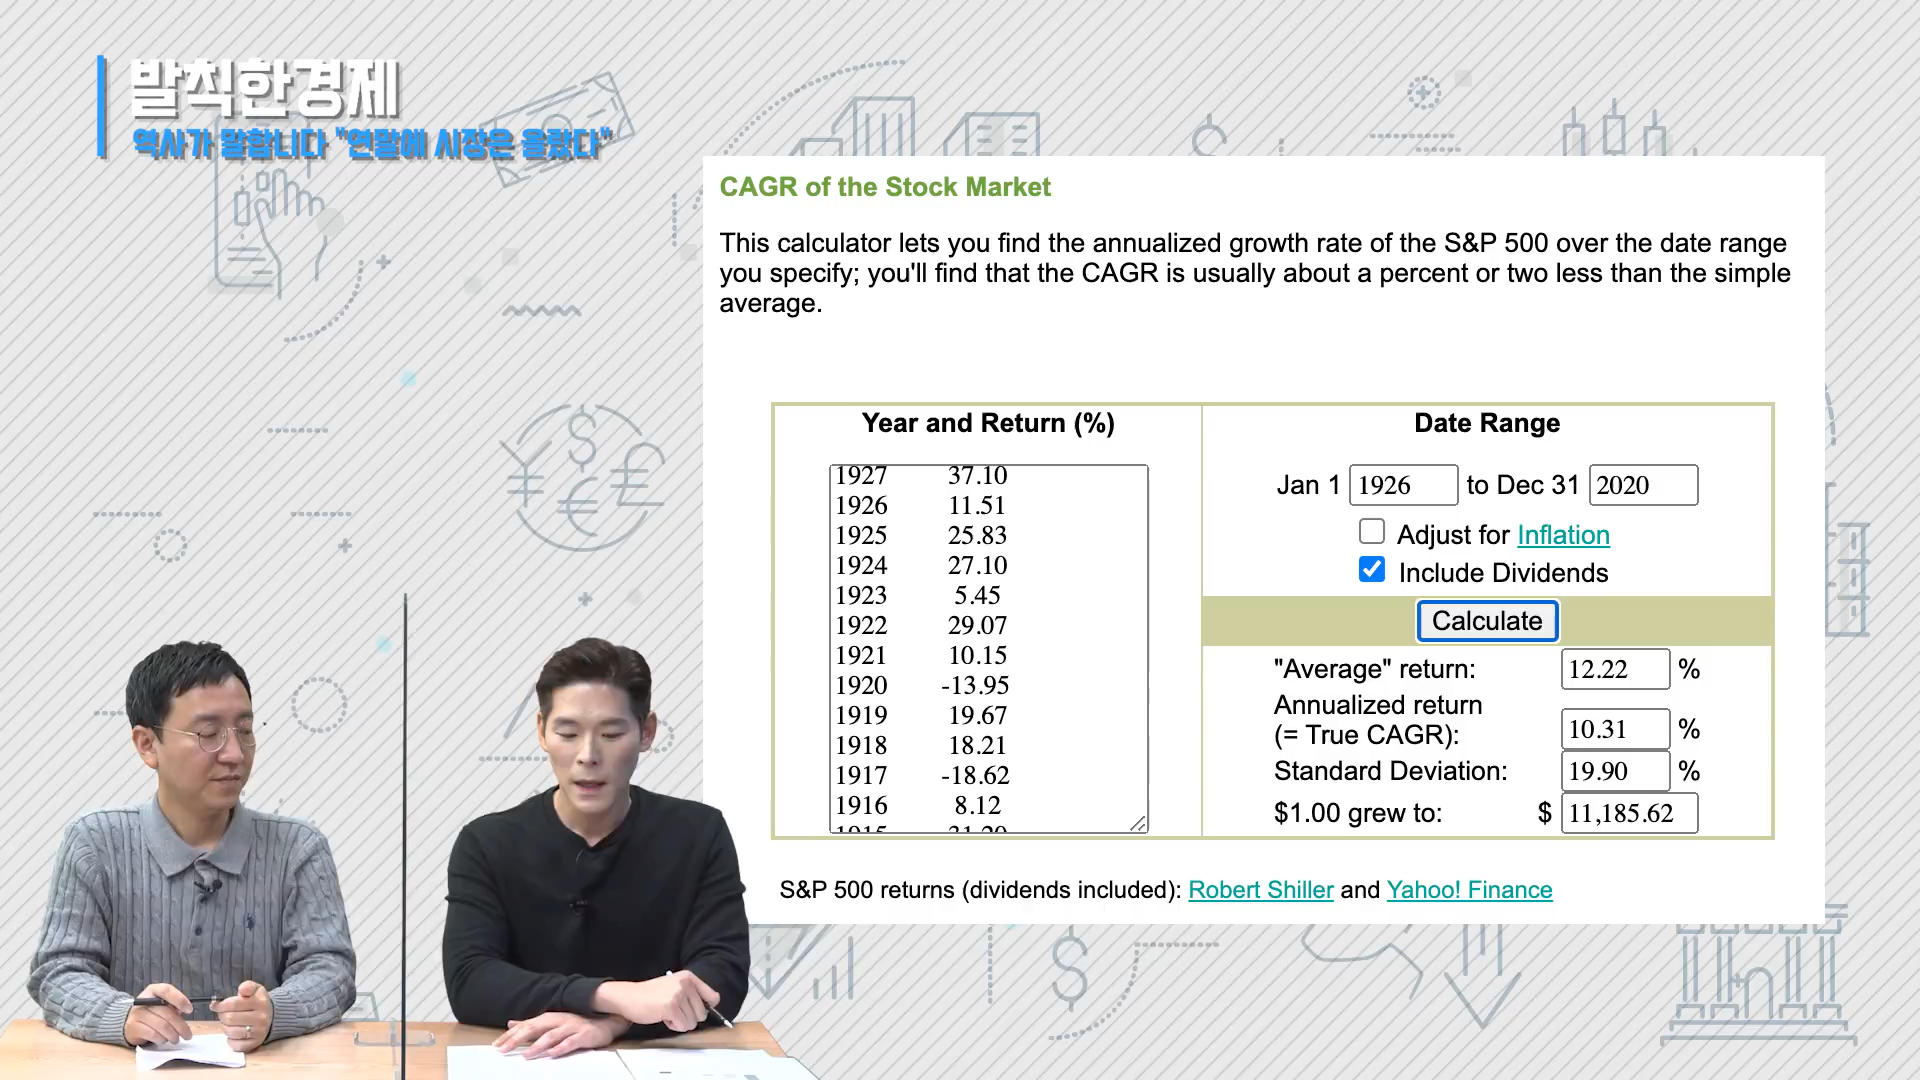 발칙한경제
역사가 말합니다 "연말에 시장은 올랐다"
CAGR of the Stock Market
This calculator lets you find the annualized growth rate of the S&P 500 over the date range
you specify; you'll find that the CAGR is usually about a percent or two less than the simple
average.
Year and Return (%)
1927 37.10
1926 11.51
1925 25.83
1924 27.10
1923 5.45
1922 29.07
1921 10.15
1920 -13.95
1919 19.67
1918 18.21
1917 -18.62
1916 8.12
Date Range
Jan 1 1926 to Dec 31 2020
Adjust for Inflation
Include Dividends
Calculate
"Average" return: 12.22 %
Annualized return
(= True CAGR): 10.31 %
Standard Deviation: 19.90 %
$1.00 grew to: $ 11,185.62
S&P 500 returns (dividends included): Robert Shiller and Yahoo! Finance